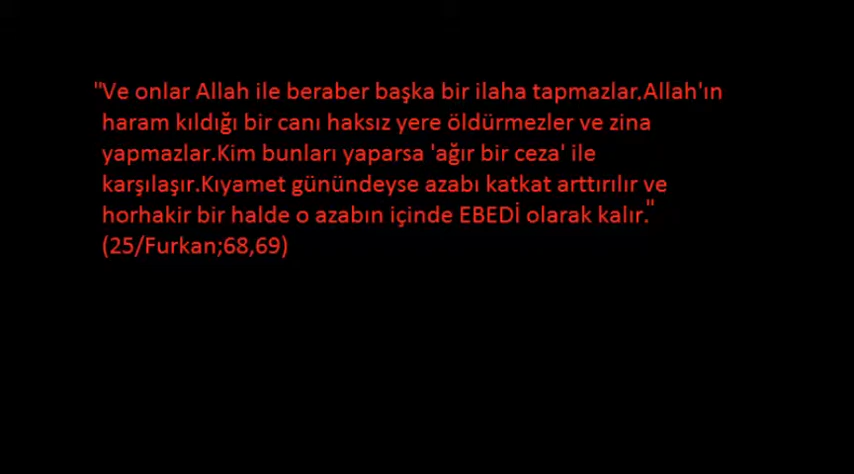 "Ve onlar Allah ile beraber başka bir ilaha tapmazlar.Allah'ın
haram kıldığı bir canı haksız yere öldürmezler ve zina
yapmazlar.Kim bunları yaparsa 'ağır bir ceza' ile
karşılaşır.Kıyamet günündeyse azabı katkat arttırılır ve
horhakir bir halde o azabın içinde EBEDİ olarak kalır."
(25/Furkan;68,69)